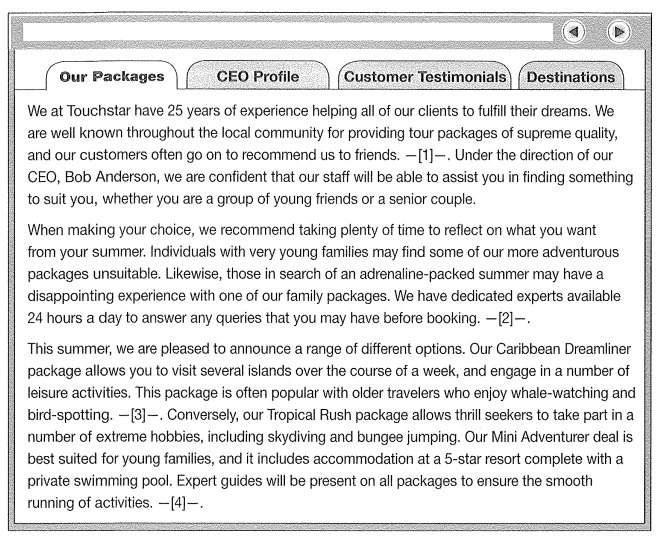 Our Packages CEO Profile Customer Testimonials Destinations
We at Touchstar have 25 years of experience helping all of our clients to fulfill their dreams. We
are well known throughout the local community for providing tour packages of supreme quality,
and our customers often go on to recommend us to friends. —[1]—. Under the direction of our
CEO, Bob Anderson, we are confident that our staff will be able to assist you in finding something
to suit you, whether you are a group of young friends or a senior couple.
When making your choice, we recommend taking plenty of time to reflect on what you want
from your summer. Individuals with very young families may find some of our more adventurous
packages unsuitable. Likewise, those in search of an adrenaline-packed summer may have a
disappointing experience with one of our family packages. We have dedicated experts available
24 hours a day to answer any queries that you may have before booking. —[2]—.
This summer, we are pleased to announce a range of different options. Our Caribbean Dreamliner
package allows you to visit several islands over the course of a week, and engage in a number of
leisure activities. This package is often popular with older travelers who enjoy whale-watching and
bird-spotting. —[3]—. Conversely, our Tropical Rush package allows thrill seekers to take part in a
number of extreme hobbies, including skydiving and bungee jumping. Our Mini Adventurer deal is
best suited for young families, and it includes accommodation at a 5-star resort complete with a
private swimming pool. Expert guides will be present on all packages to ensure the smooth
running of activities. —[4]—.